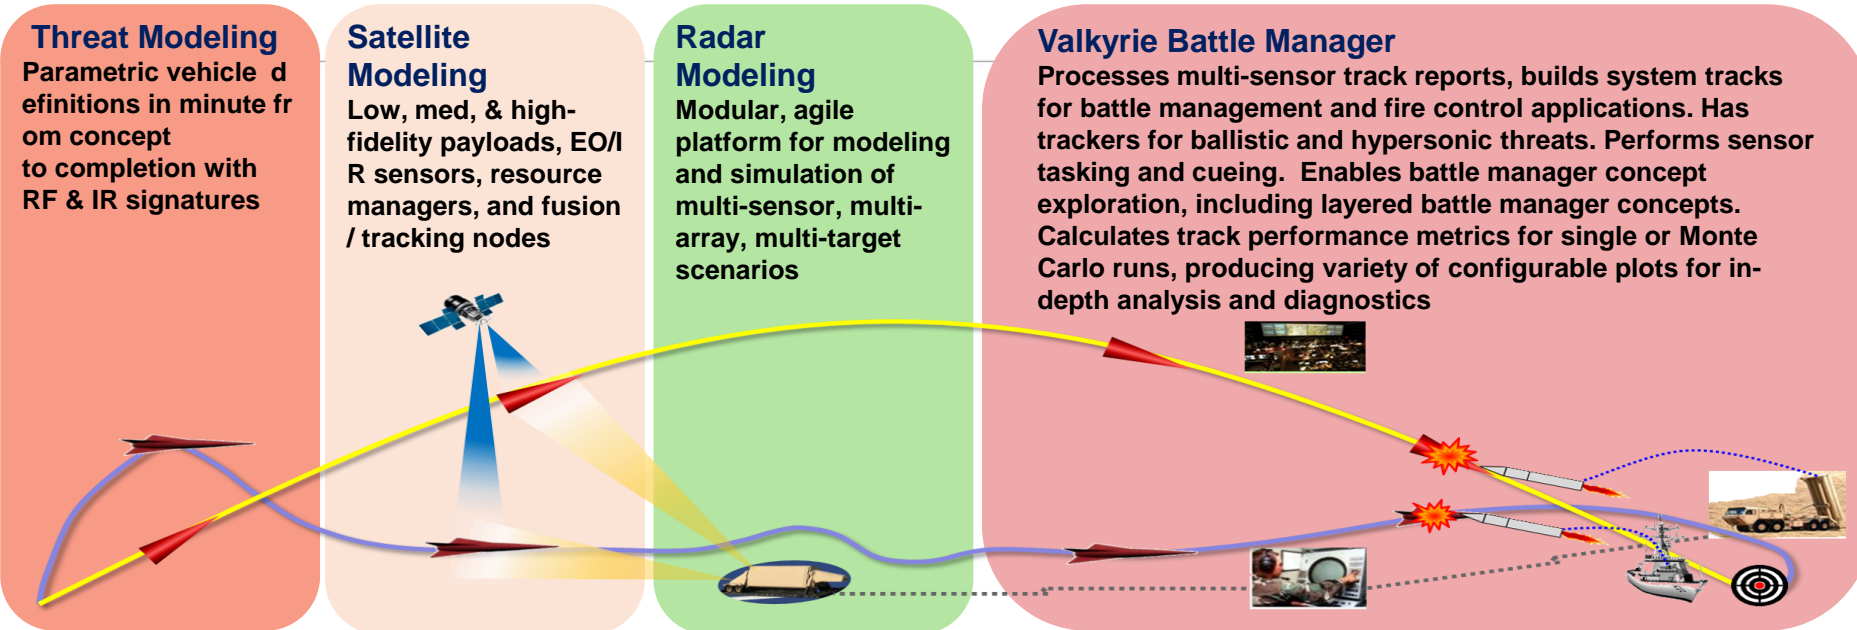 Threat Modeling
Parametric vehicle d
efinitions in minute fr
om concept
to completion with
RF & IR signatures
Satellite
Modeling
Low, med, & high-
fidelity payloads, EO/I
R sensors, resource
managers, and fusion
/ tracking nodes
Radar
Modeling
Modular, agile
platform for modeling
and simulation of
multi-sensor, multi-
array, multi-target
scenarios
Valkyrie Battle Manager
Processes multi-sensor track reports, builds system tracks
for battle management and fire control applications. Has
trackers for ballistic and hypersonic threats. Performs sensor
tasking and cueing.  Enables battle manager concept
exploration, including layered battle manager concepts.
Calculates track performance metrics for single or Monte
Carlo runs, producing variety of configurable plots for in-
depth analysis and diagnostics